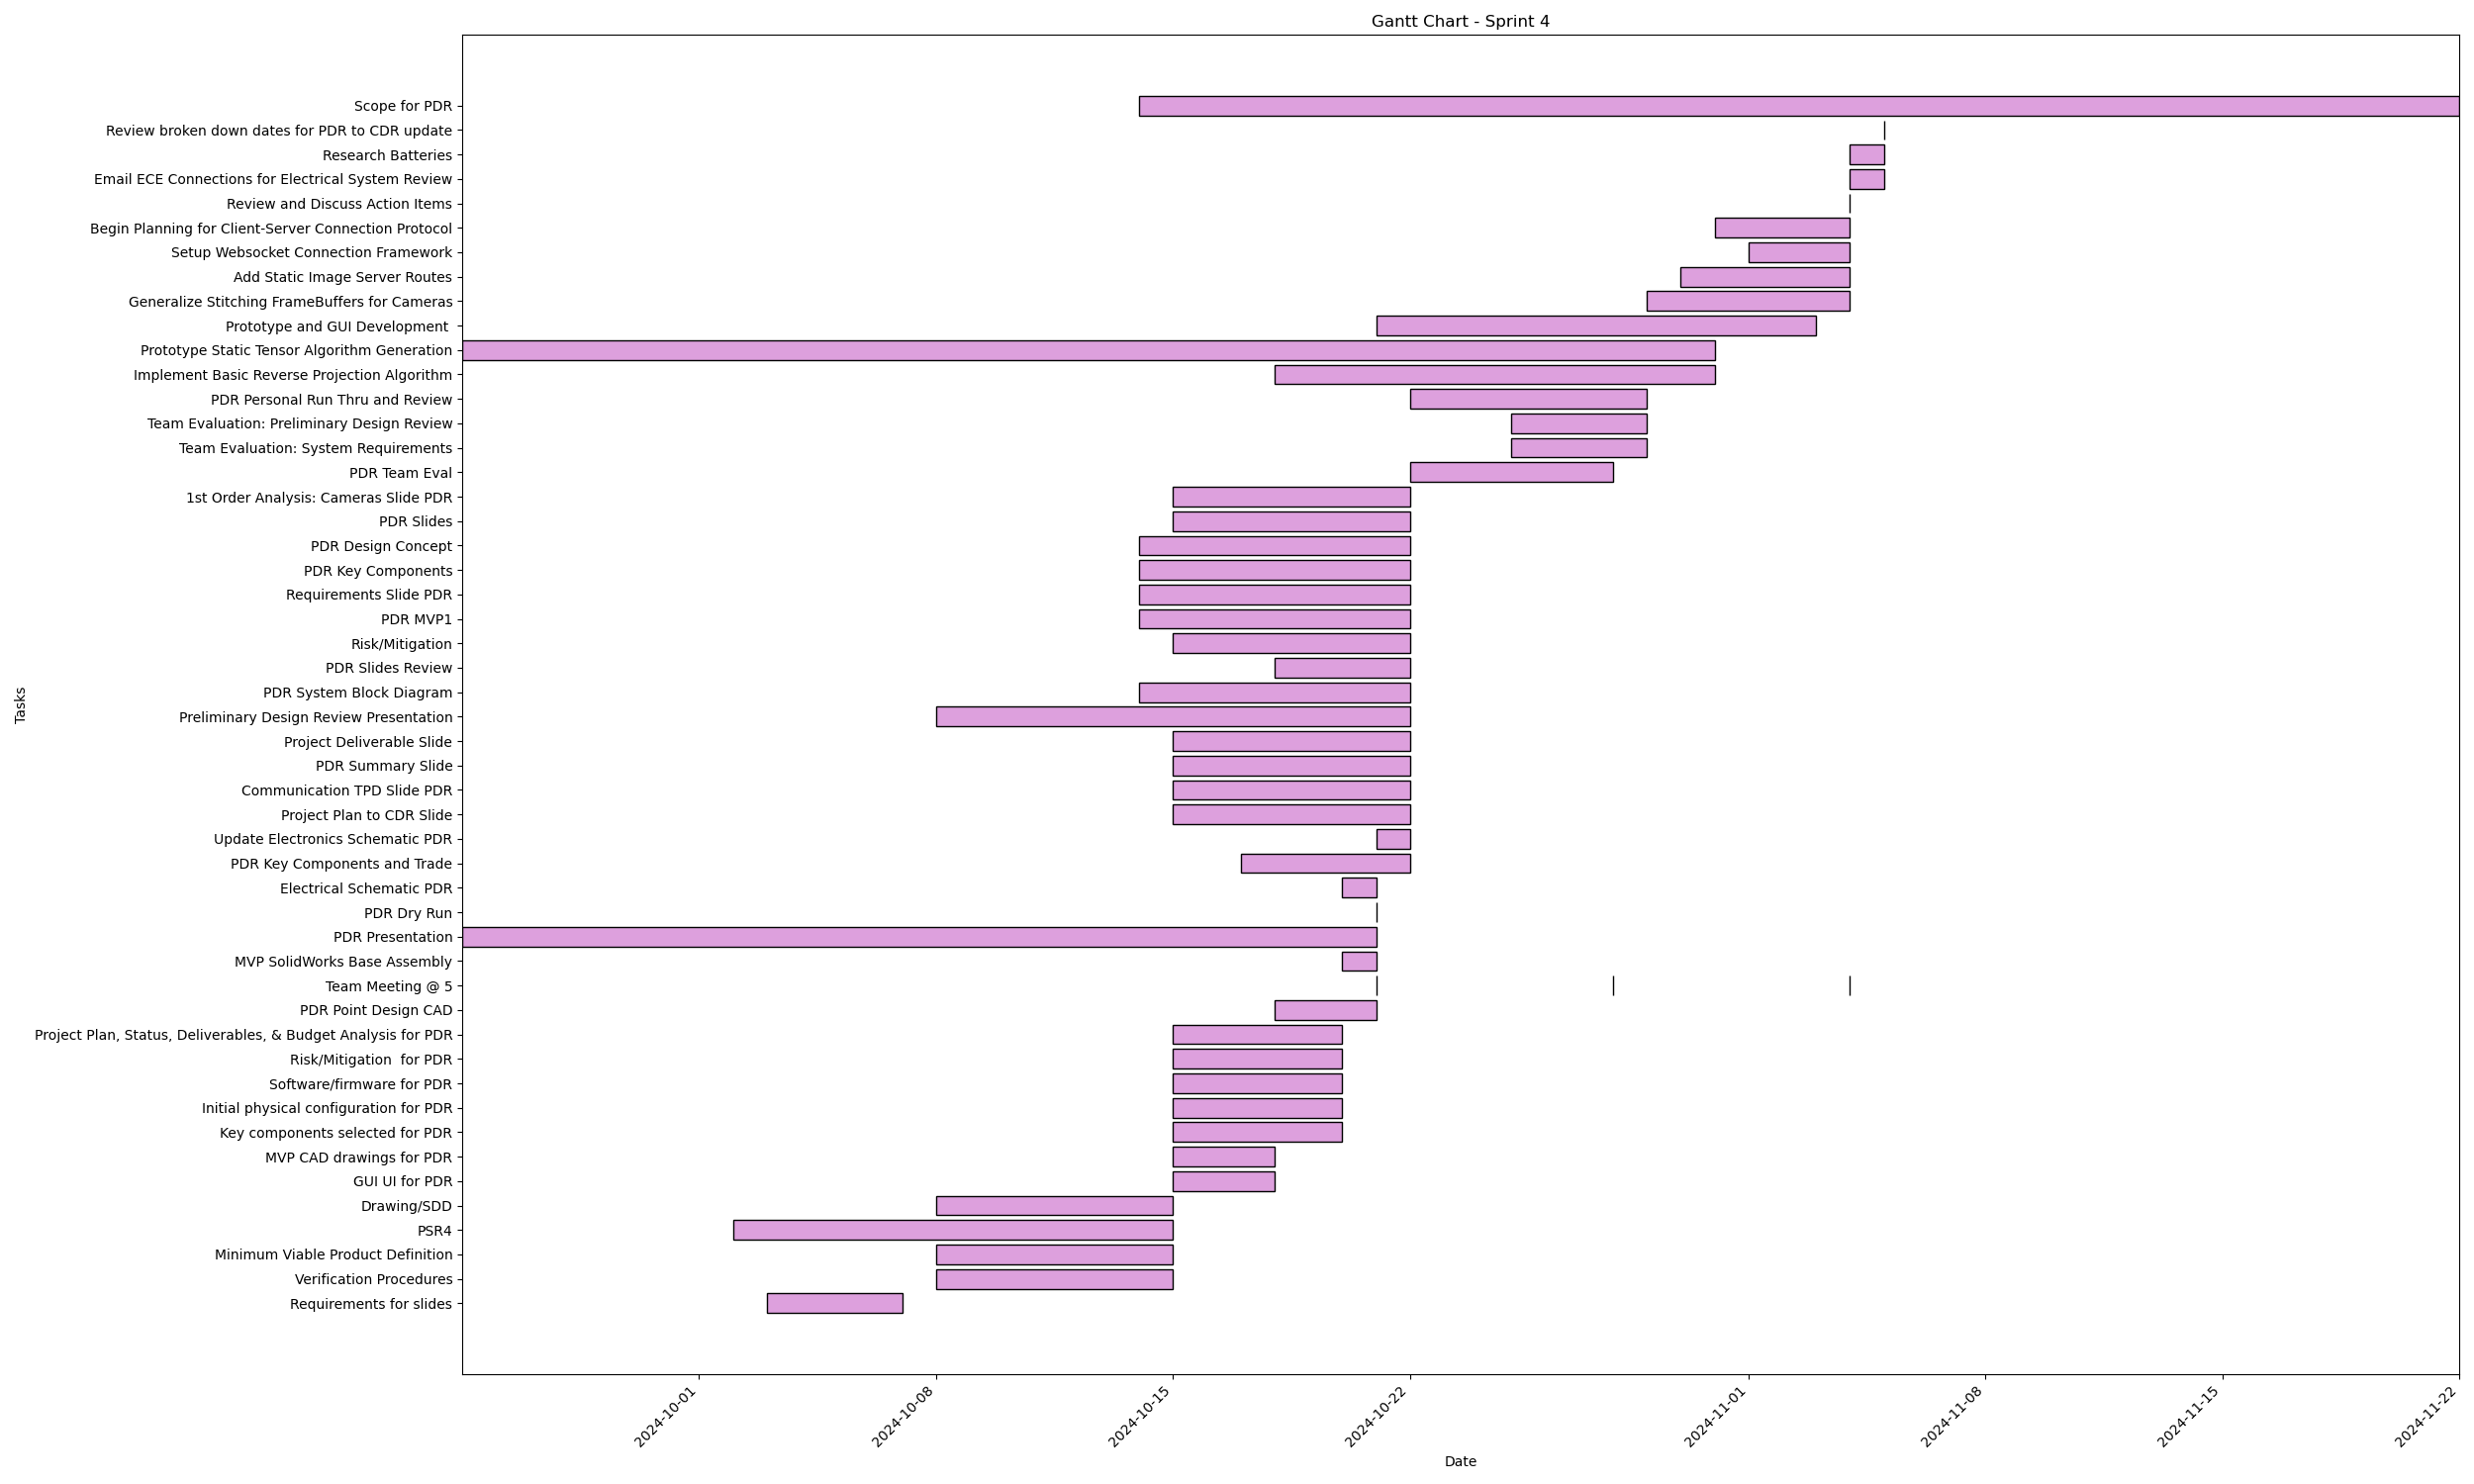 Gantt Chart - Sprint 4
Scope for PDR
Review broken down dates for PDR to CDR update
Research Batteries
Email ECE Connections for Electrical System Review
Review and Discuss Action Items
Begin Planning for Client-Server Connection Protocol
Setup Websocket Connection Framework
Add Static Image Server Routes
Generalize Stitching FrameBuffers for Cameras
Prototype and GUI Development
Prototype Static Tensor Algorithm Generation
Implement Basic Reverse Projection Algorithm
PDR Personal Run Thru and Review
Team Evaluation: Preliminary Design Review
Team Evaluation: System Requirements
PDR Team Eval
1st Order Analysis: Cameras Slide PDR
PDR Slides
PDR Design Concept
PDR Key Components
Requirements Slide PDR
PDR MVP1
Risk/Mitigation
PDR Slides Review
PDR System Block Diagram
Preliminary Design Review Presentation
Project Deliverable Slide
PDR Summary Slide
Communication TPD Slide PDR
Project Plan to CDR Slide
Update Electronics Schematic PDR
PDR Key Components and Trade
Electrical Schematic PDR
PDR Dry Run
PDR Presentation
MVP SolidWorks Base Assembly
Team Meeting @ 5
PDR Point Design CAD
Project Plan, Status, Deliverables, & Budget Analysis for PDR
Risk/Mitigation  for PDR
Software/firmware for PDR
Initial physical configuration for PDR
Key components selected for PDR
MVP CAD drawings for PDR
GUI UI for PDR
Drawing/SDD
PSR4
Minimum Viable Product Definition
Verification Procedures
Requirements for slides
Tasks
2024-10-01
2024-10-08
2024-10-15
2024-10-22
2024-11-01
2024-11-08
2024-11-15
2024-11-22
Date